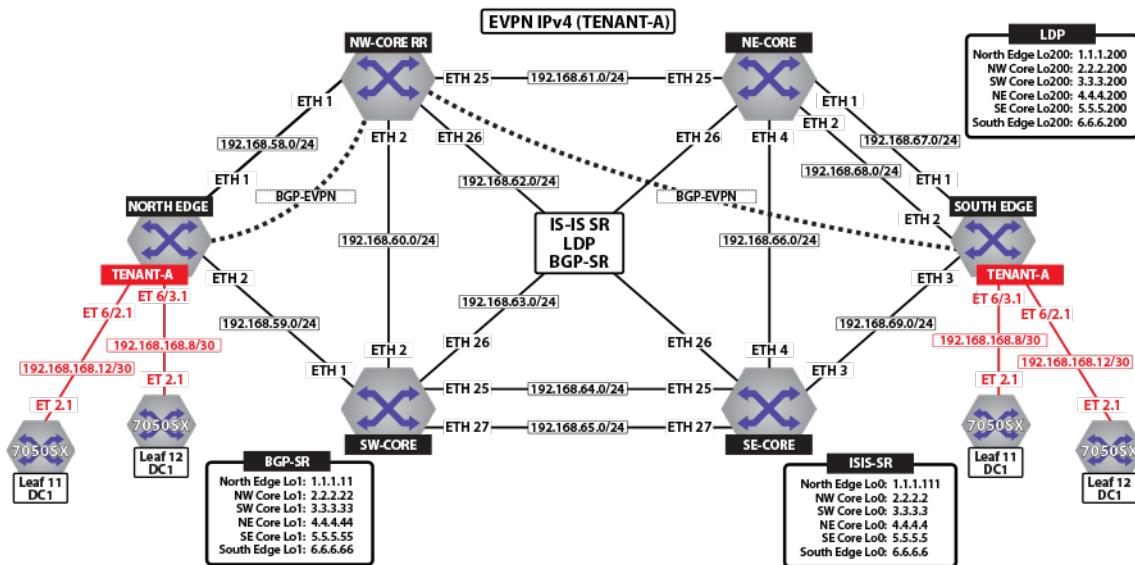 EVPN IPv4 (TENANT-A)
NW-CORE RR
NE-CORE
LDP
North Edge Lo200: 1.1.1.200
NW Core Lo200: 2.2.2.200
SW Core Lo200: 3.3.3.200
NE Core Lo200: 4.4.4.200
SE Core Lo200: 5.5.5.200
South Edge Lo200: 6.6.6.200
ETH 25
192.168.61.0/24
ETH 25
ETH 1
ETH 2
ETH 26
ETH 26
ETH 4
ETH 2
ETH 1
192.168.58.0/24
192.168.67.0/24
192.168.68.0/24
192.168.62.0/24
ETH 1
BGP-EVPN
BGP-EVPN
ETH 1
ETH 2
NORTH EDGE
SOUTH EDGE
192.168.60.0/24
IS-IS SR
LDP
BGP-SR
192.168.66.0/24
TENANT-A
ETH 2
ETH 3
TENANT-A
ET 6/2.1
ET 6/3.1
ET 6/3.1
ET 6/2.1
192.168.59.0/24
192.168.63.0/24
192.168.69.0/24
192.168.168.8/30
192.168.168.12/30
192.168.168.8/30
192.168.168.12/30
ETH 2
ETH 26
ETH 26
ETH 4
ETH 1
ETH 3
ET 2.1
ET 2.1
ET 2.1
ET 2.1
ETH 25
192.168.64.0/24
ETH 25
ETH 27
192.168.65.0/24
ETH 27
7050SX
7050SX
7050SX
7050SX
SW-CORE
SE-CORE
Leaf 11
DC1
Leaf 12
DC1
Leaf 11
DC1
Leaf 12
DC1
BGP-SR
North Edge Lo1: 1.1.1.11
NW Core Lo1: 2.2.2.22
SW Core Lo1: 3.3.3.33
NE Core Lo1: 4.4.4.44
SE Core Lo1: 5.5.5.55
South Edge Lo1: 6.6.6.66
ISIS-SR
North Edge Lo0: 1.1.1.111
NW Core Lo0: 2.2.2.2
SW Core Lo0: 3.3.3.3
NE Core Lo0: 4.4.4.4
SE Core Lo0: 5.5.5.5
South Edge Lo0: 6.6.6.6